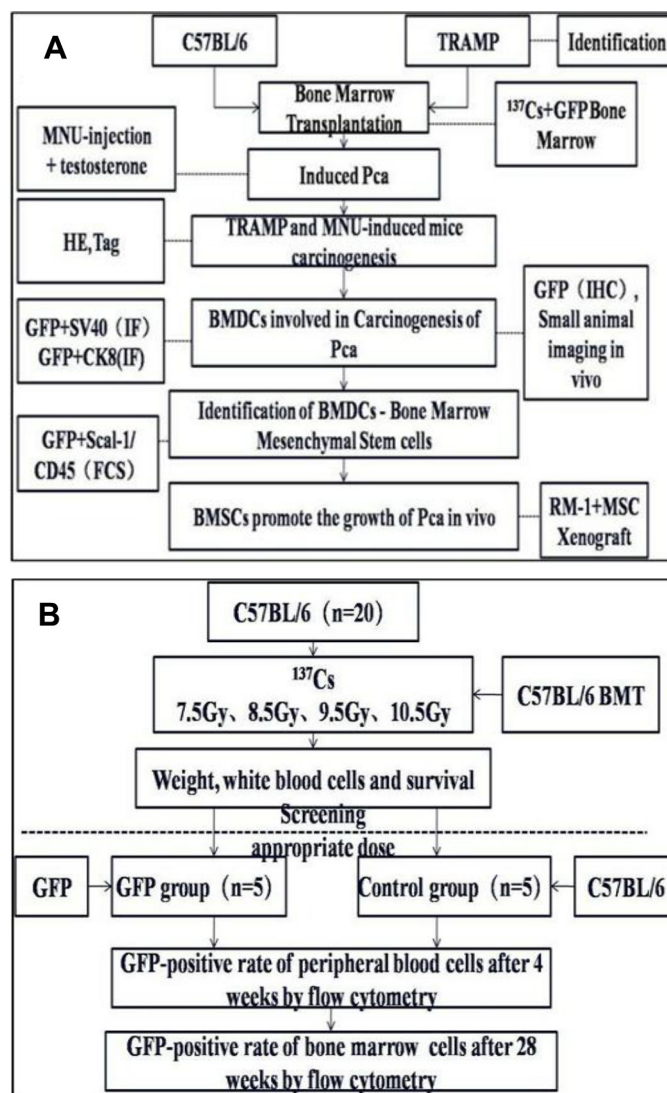 A
C57BL/6
TRAMP
Identification
Bone Marrow
Transplantation
¹³⁷Cs+GFP Bone
Marrow
MNU-injection
+ testosterone
Induced Pca
HE,Tag
TRAMP and MNU-induced mice
carcinogenesis
GFP+SV40（IF）
GFP+CK8(IF)
BMDCs involved in Carcinogenesis of
Pca
GFP（IHC）,
Small animal
imaging in
vivo
GFP+Scal-1/
CD45（FCS）
Identification of BMDCs - Bone Marrow
Mesenchymal Stem cells
BMSCs promote the growth of Pca in vivo
RM-1+MSC
Xenograft
B
C57BL/6（n=20）
¹³⁷Cs
7.5Gy、8.5Gy、9.5Gy、10.5Gy
C57BL/6 BMT
Weight, white blood cells and survival
Screening
appropriate dose
GFP
GFP group（n=5）
Control group（n=5）
C57BL/6
GFP-positive rate of peripheral blood cells after 4
weeks by flow cytometry
GFP-positive rate of bone marrow cells after 28
weeks by flow cytometry